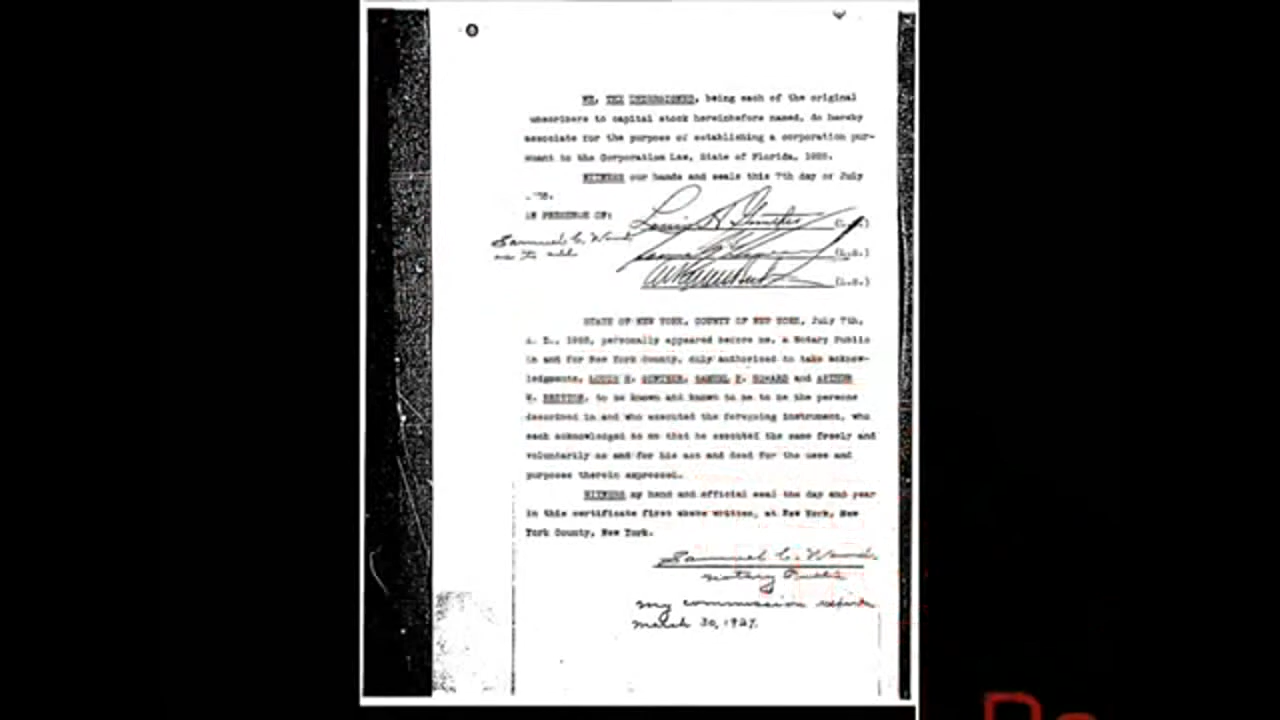 WE, THE UNDERSIGNED, being each of the original
subscribers to capital stock hereinbefore named, do hereby
associate for the purpose of establishing a corporation pur-
suant to the Corporation Law, State of Florida,
WITNESS our hands and seals this 7th day of July
IN PRESENCE OF:
(L.S.)
Samuel C. Wood
as to all
(L.S.)
(L.S.)
STATE OF NEW YORK, COUNTY OF NEW YORK, July 7th,
A. D., personally appeared before me, a Notary Public
in and for New York County, duly authorized to take acknow-
ledgments, LOUIS H. and ARTHUR
W. to me known and known to me to be the persons
described in and who executed the foregoing instrument, who
each acknowledged to me that he executed the same freely and
voluntarily as and for his act and deed for the uses and
purposes therein expressed.
WITNESS my hand and official seal the day and year
in this certificate first above written, at New York, New
York County, New York.
Samuel C. Wood
Notary Public
My commission expires
March 30, 1927.